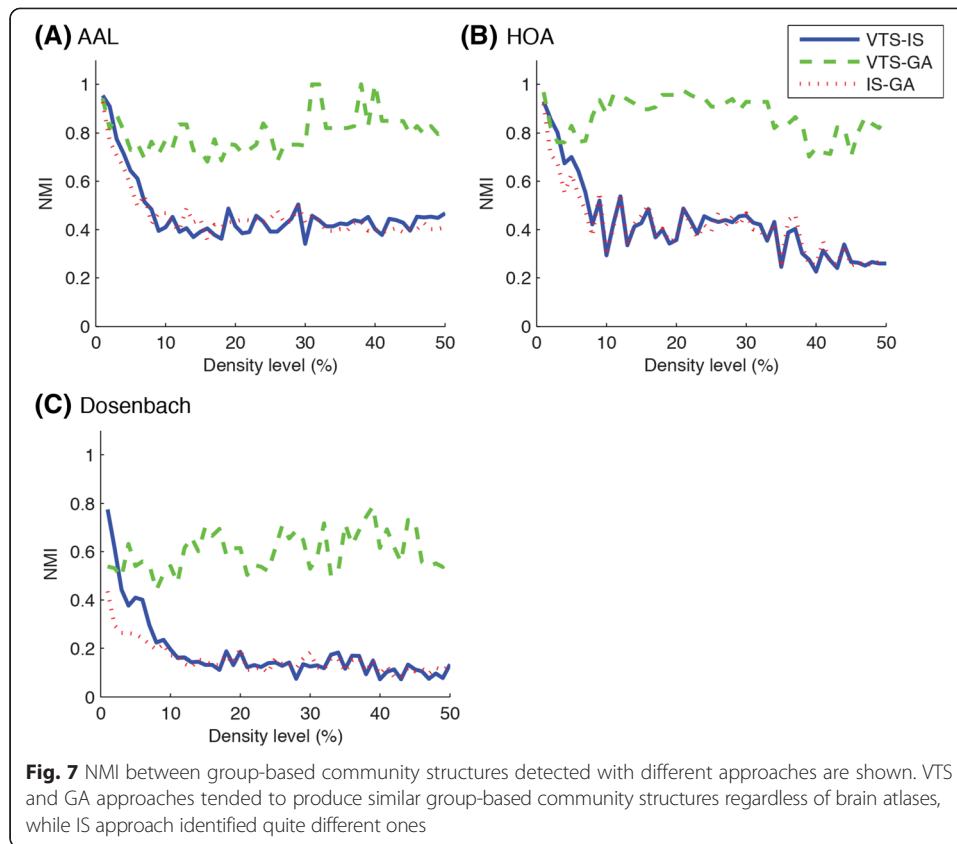 (A) AAL
(B) HOA
VTS-IS
VTS-GA
IS-GA
1
0.8
0.6
0.4
0.2
0
NMI
0 10 20 30 40 50
Density level (%)
1
0.8
0.6
0.4
0.2
0
NMI
0 10 20 30 40 50
Density level (%)
(C) Dosenbach
1
0.8
0.6
0.4
0.2
0
NMI
0 10 20 30 40 50
Density level (%)
Fig. 7 NMI between group-based community structures detected with different approaches are shown. VTS
and GA approaches tended to produce similar group-based community structures regardless of brain atlases,
while IS approach identified quite different ones